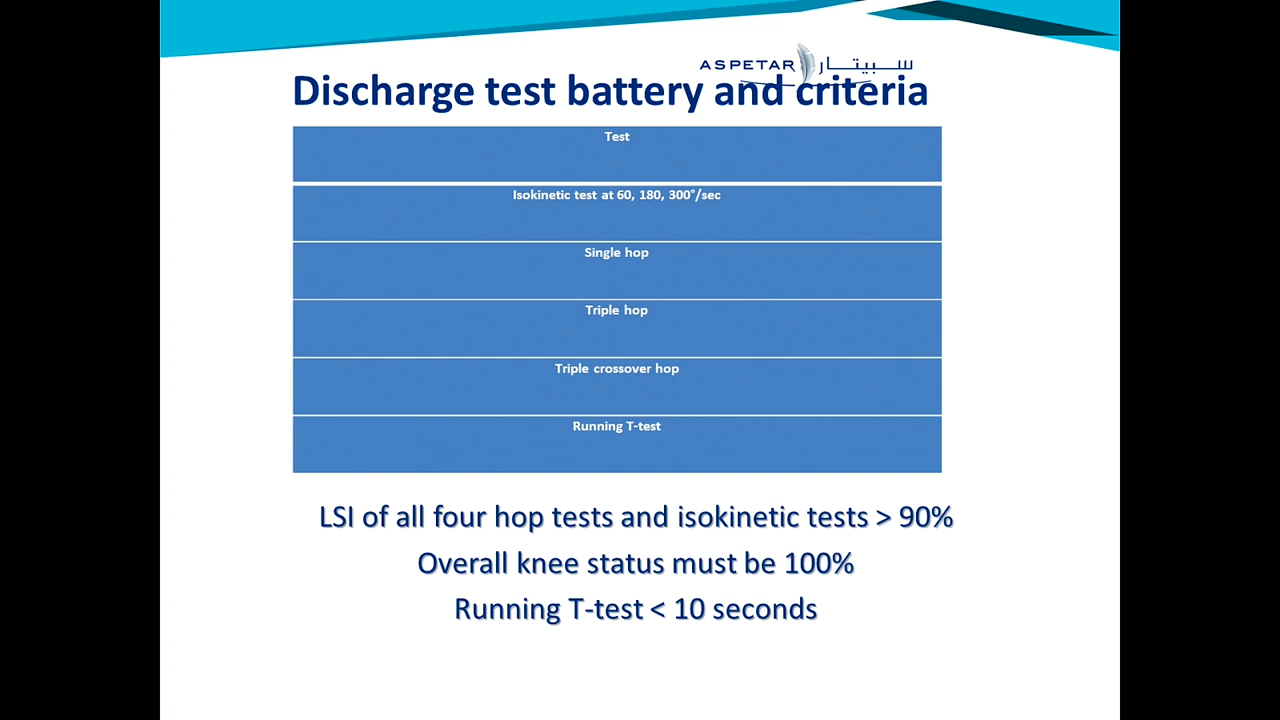 ASPETAR سبيتار
Discharge test battery and criteria
Test
Isokinetic test at 60, 180, 300°/sec
Single hop
Triple hop
Triple crossover hop
Running T-test
LSI of all four hop tests and isokinetic tests > 90%
Overall knee status must be 100%
Running T-test < 10 seconds